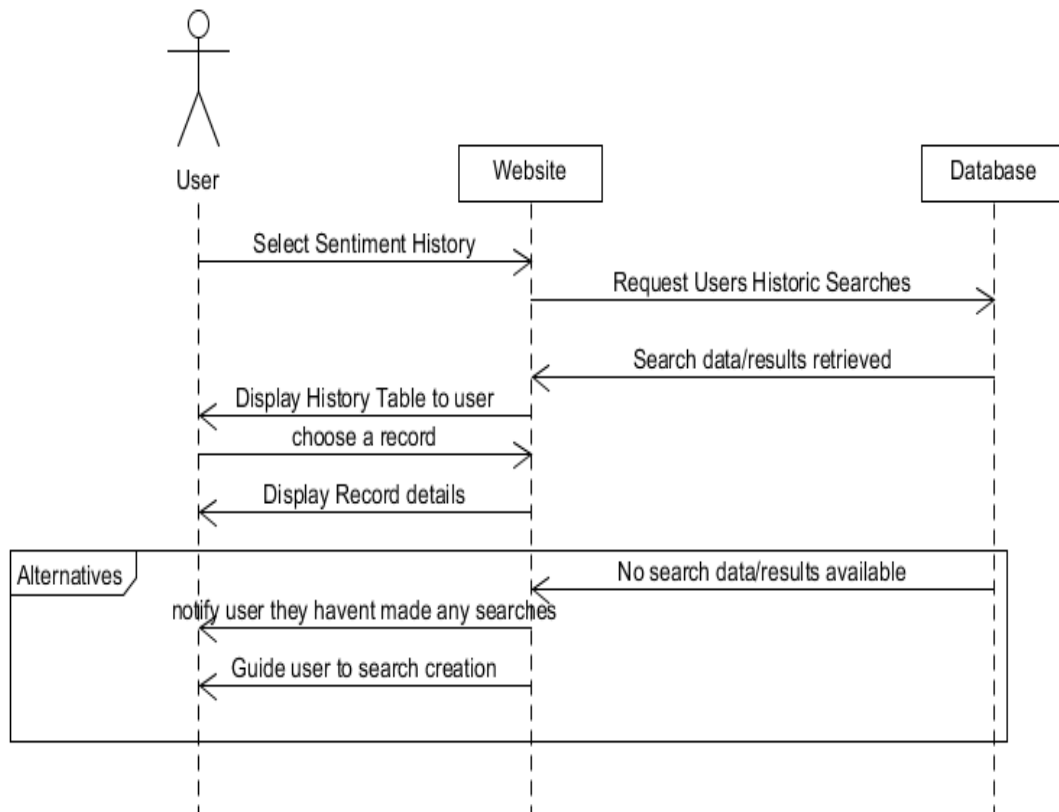 User
Website
Database
Select Sentiment History
Request Users Historic Searches
Search data/results retrieved
Display History Table to user
choose a record
Display Record details
Alternatives
No search data/results available
notify user they havent made any searches
Guide user to search creation